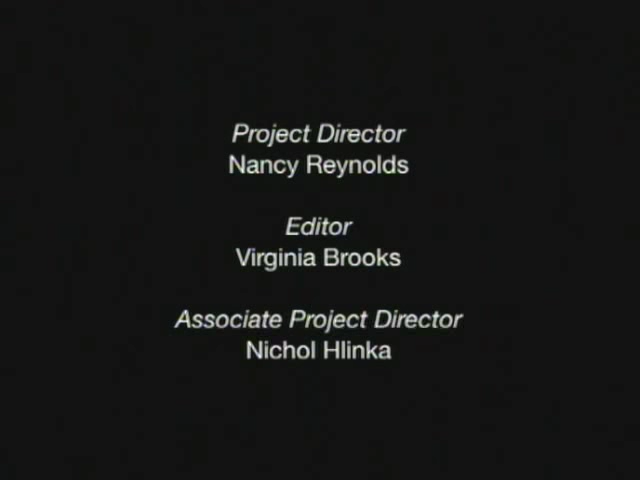 Project Director
Nancy Reynolds
Editor
Virginia Brooks
Associate Project Director
Nichol Hlinka